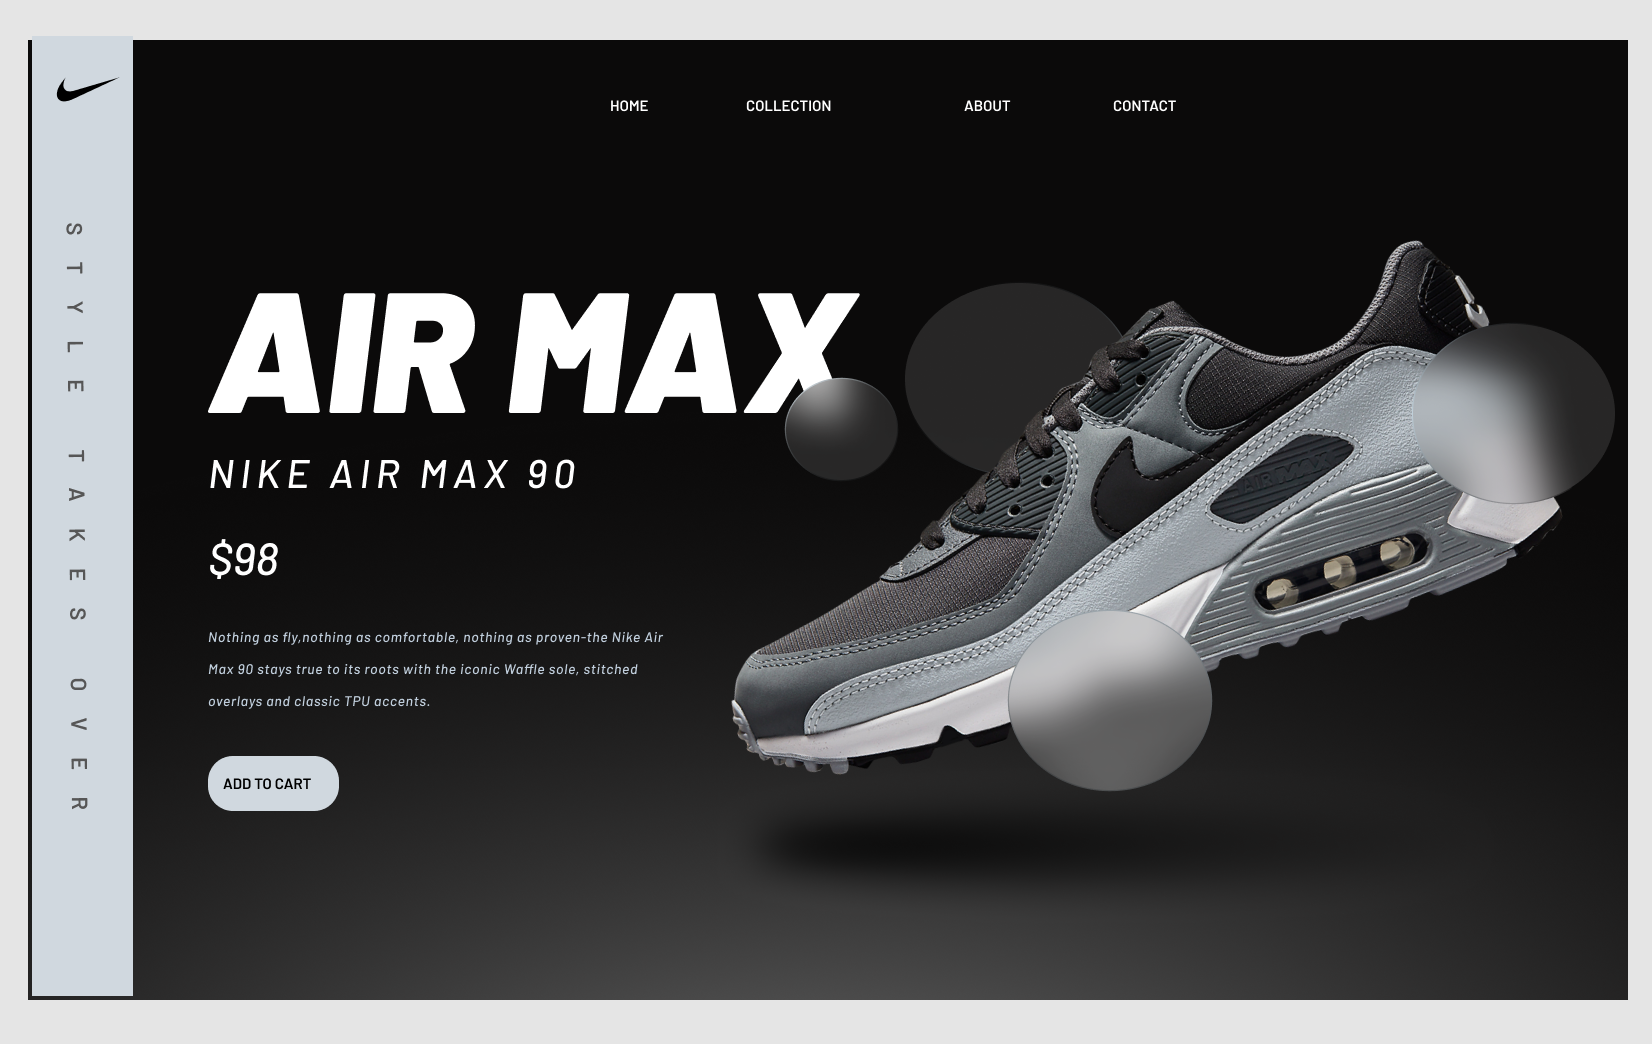 HOME COLLECTION ABOUT CONTACT
STYLE TAKES OVER
AIR MAX
NIKE AIR MAX 90
$98
Nothing as fly,nothing as comfortable, nothing as proven-the Nike Air
Max 90 stays true to its roots with the iconic Waffle sole, stitched
overlays and classic TPU accents.
ADD TO CART
AIR MAX